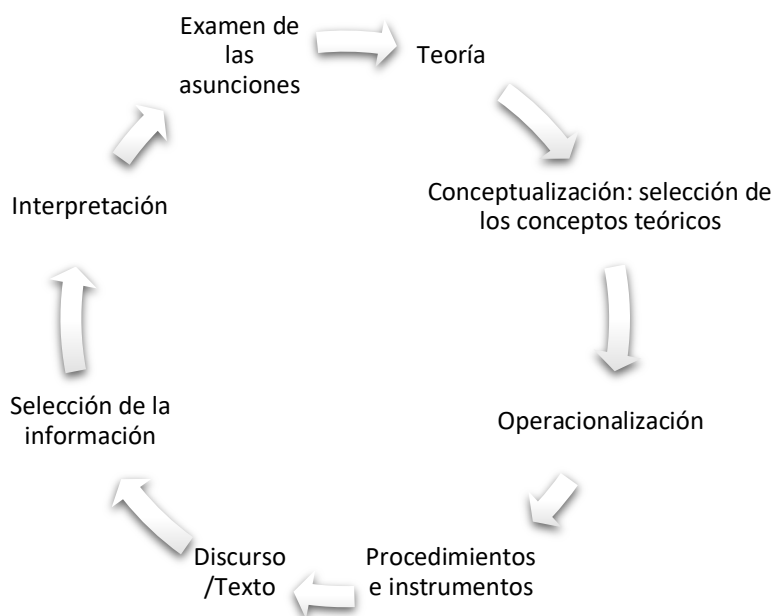 Examen de
las
asunciones
Teoría
Conceptualización: selección de
los conceptos teóricos
Operacionalización
Procedimientos
e instrumentos
Discurso
/Texto
Selección de la
información
Interpretación